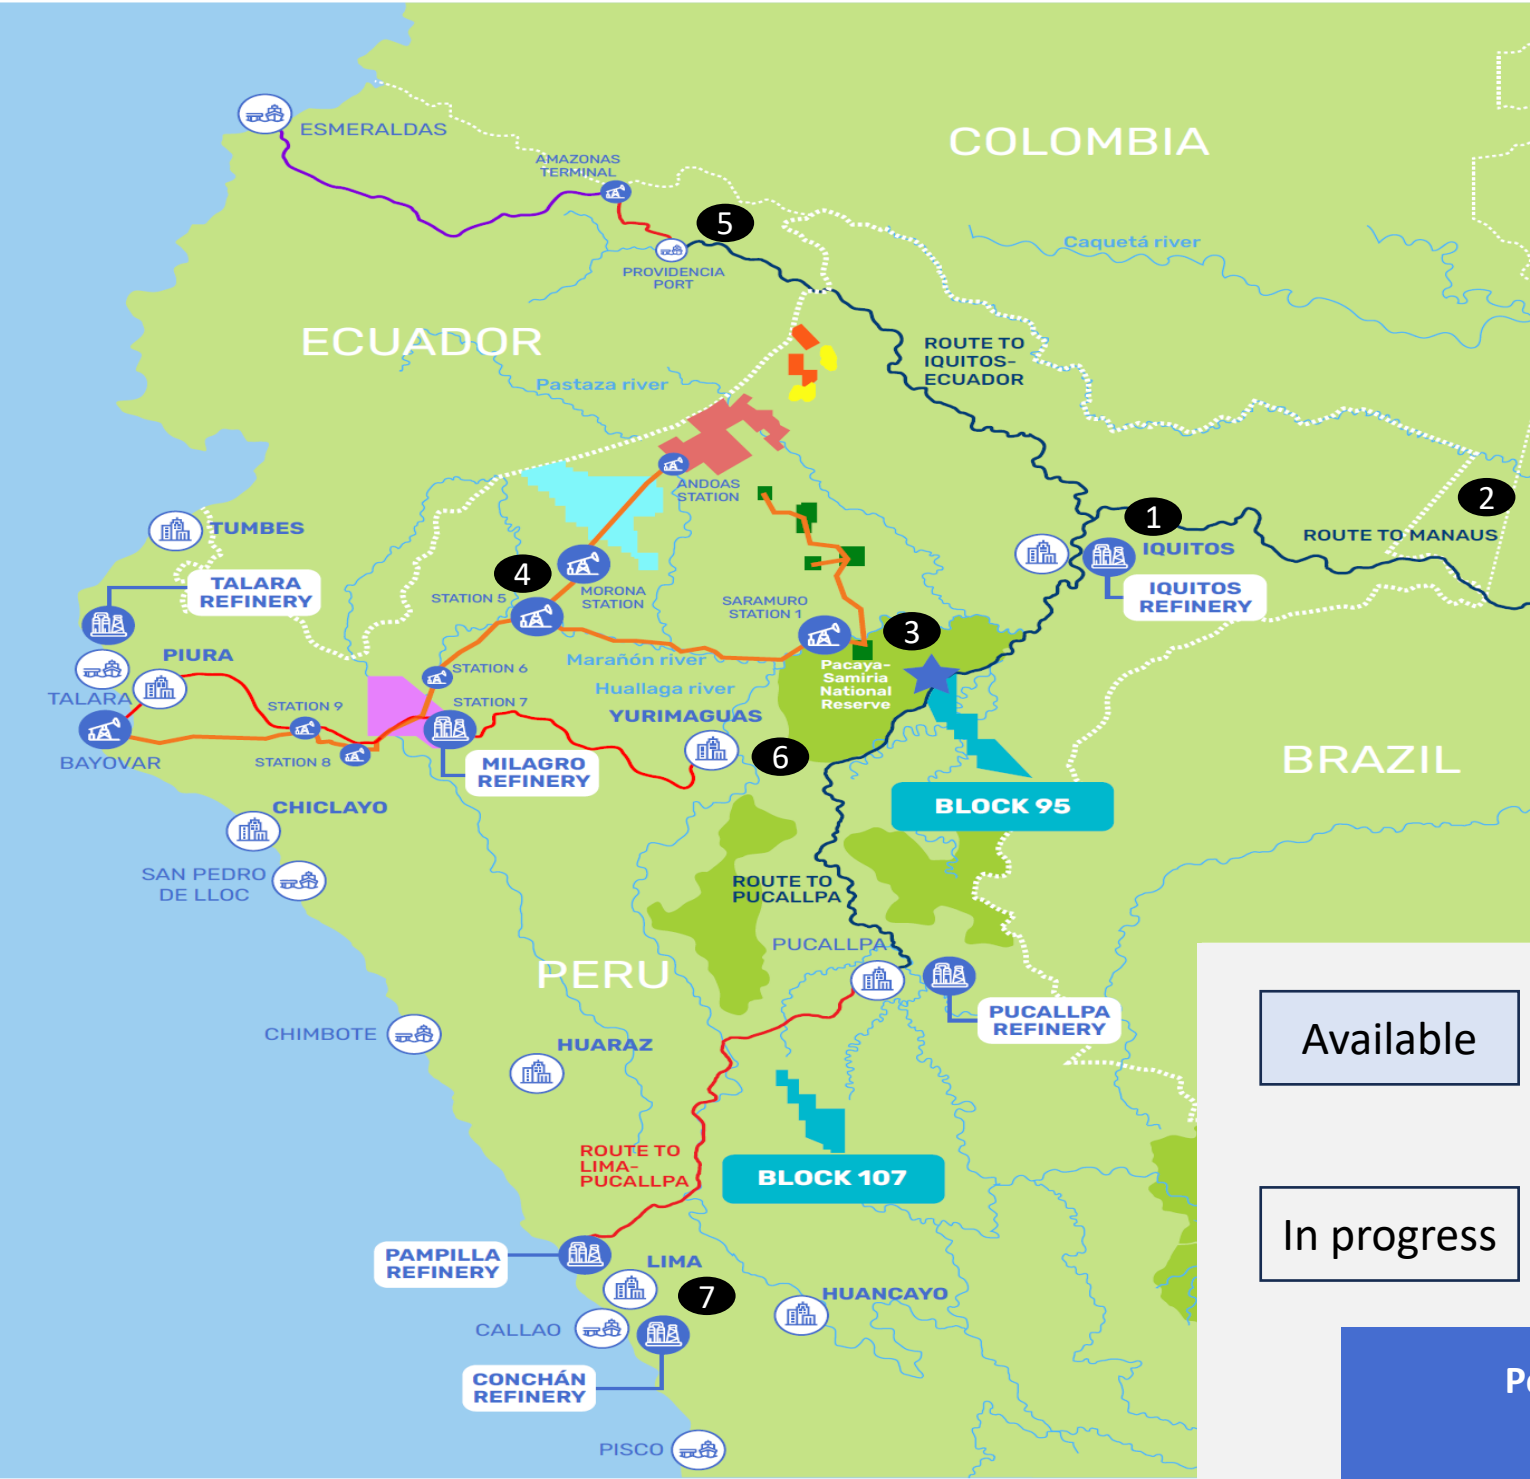 ESMERALDAS
AMAZONAS
TERMINAL
COLOMBIA
5
PROVIDENCIA
PORT
Caquetá river
ECUADOR
ROUTE TO
IQUITOS-
ECUADOR
Pastaza river
ANDOAS
STATION
TUMBES
TALARA
REFINERY
4
STATION 5
MORONA
STATION
SARAMURO
STATION 1
3
1
IQUITOS
IQUITOS
REFINERY
2
ROUTE TO MANAUS
PIURA
TALARA
BAYOVAR
STATION 9
STATION 8
STATION 6
STATION 7
Marañón river
Huallaga river
YURIMAGUAS
Pacaya-
Samiria
National
Reserve
6
MILAGRO
REFINERY
BLOCK 95
BRAZIL
CHICLAYO
SAN PEDRO
DE LLOC
ROUTE TO
PUCALLPA
PUCALLPA
PERU
PUCALLPA
REFINERY
CHIMBOTE
HUARAZ
ROUTE TO
LIMA-
PUCALLPA
BLOCK 107
PAMPILLA
REFINERY
LIMA
7
CALLAO
HUANCAYO
CONCHÁN
REFINERY
PISCO
Available
In progress